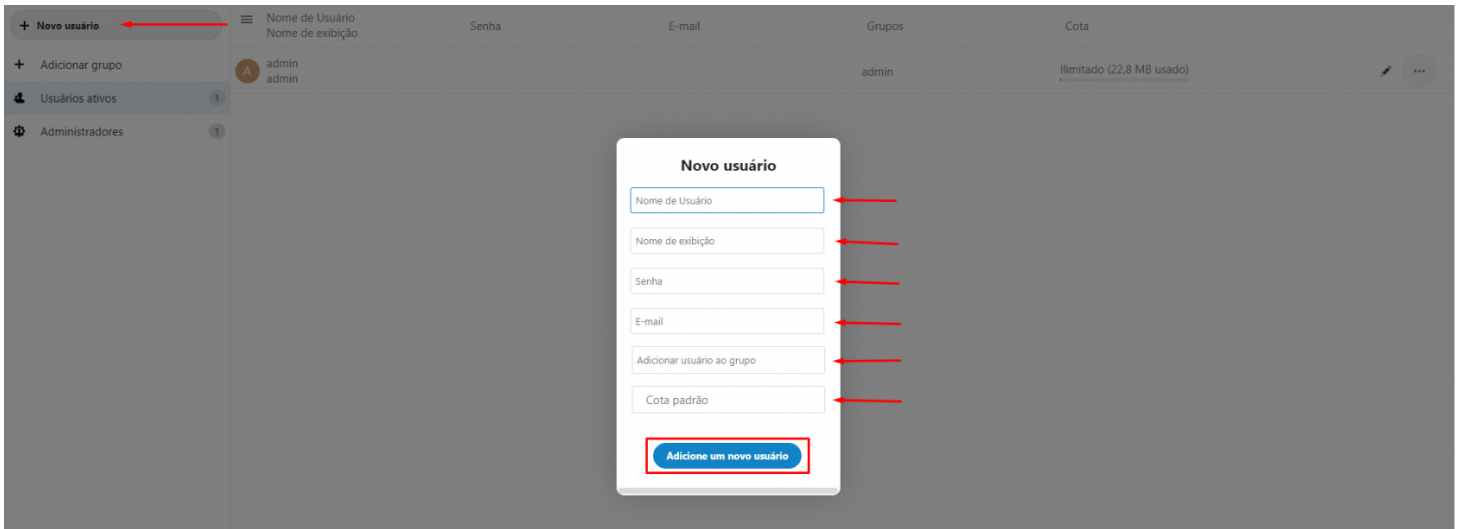 + Novo usuário
Nome de Usuário
Nome de exibição
Senha
E-mail
Grupos
Cota
+ Adicionar grupo
Usuários ativos 1
Administradores 1
A
admin
admin
admin
Ilimitado (22,8 MB usado)
Novo usuário
Nome de Usuário
Nome de exibição
Senha
E-mail
Adicionar usuário ao grupo
Cota padrão
Adicione um novo usuário